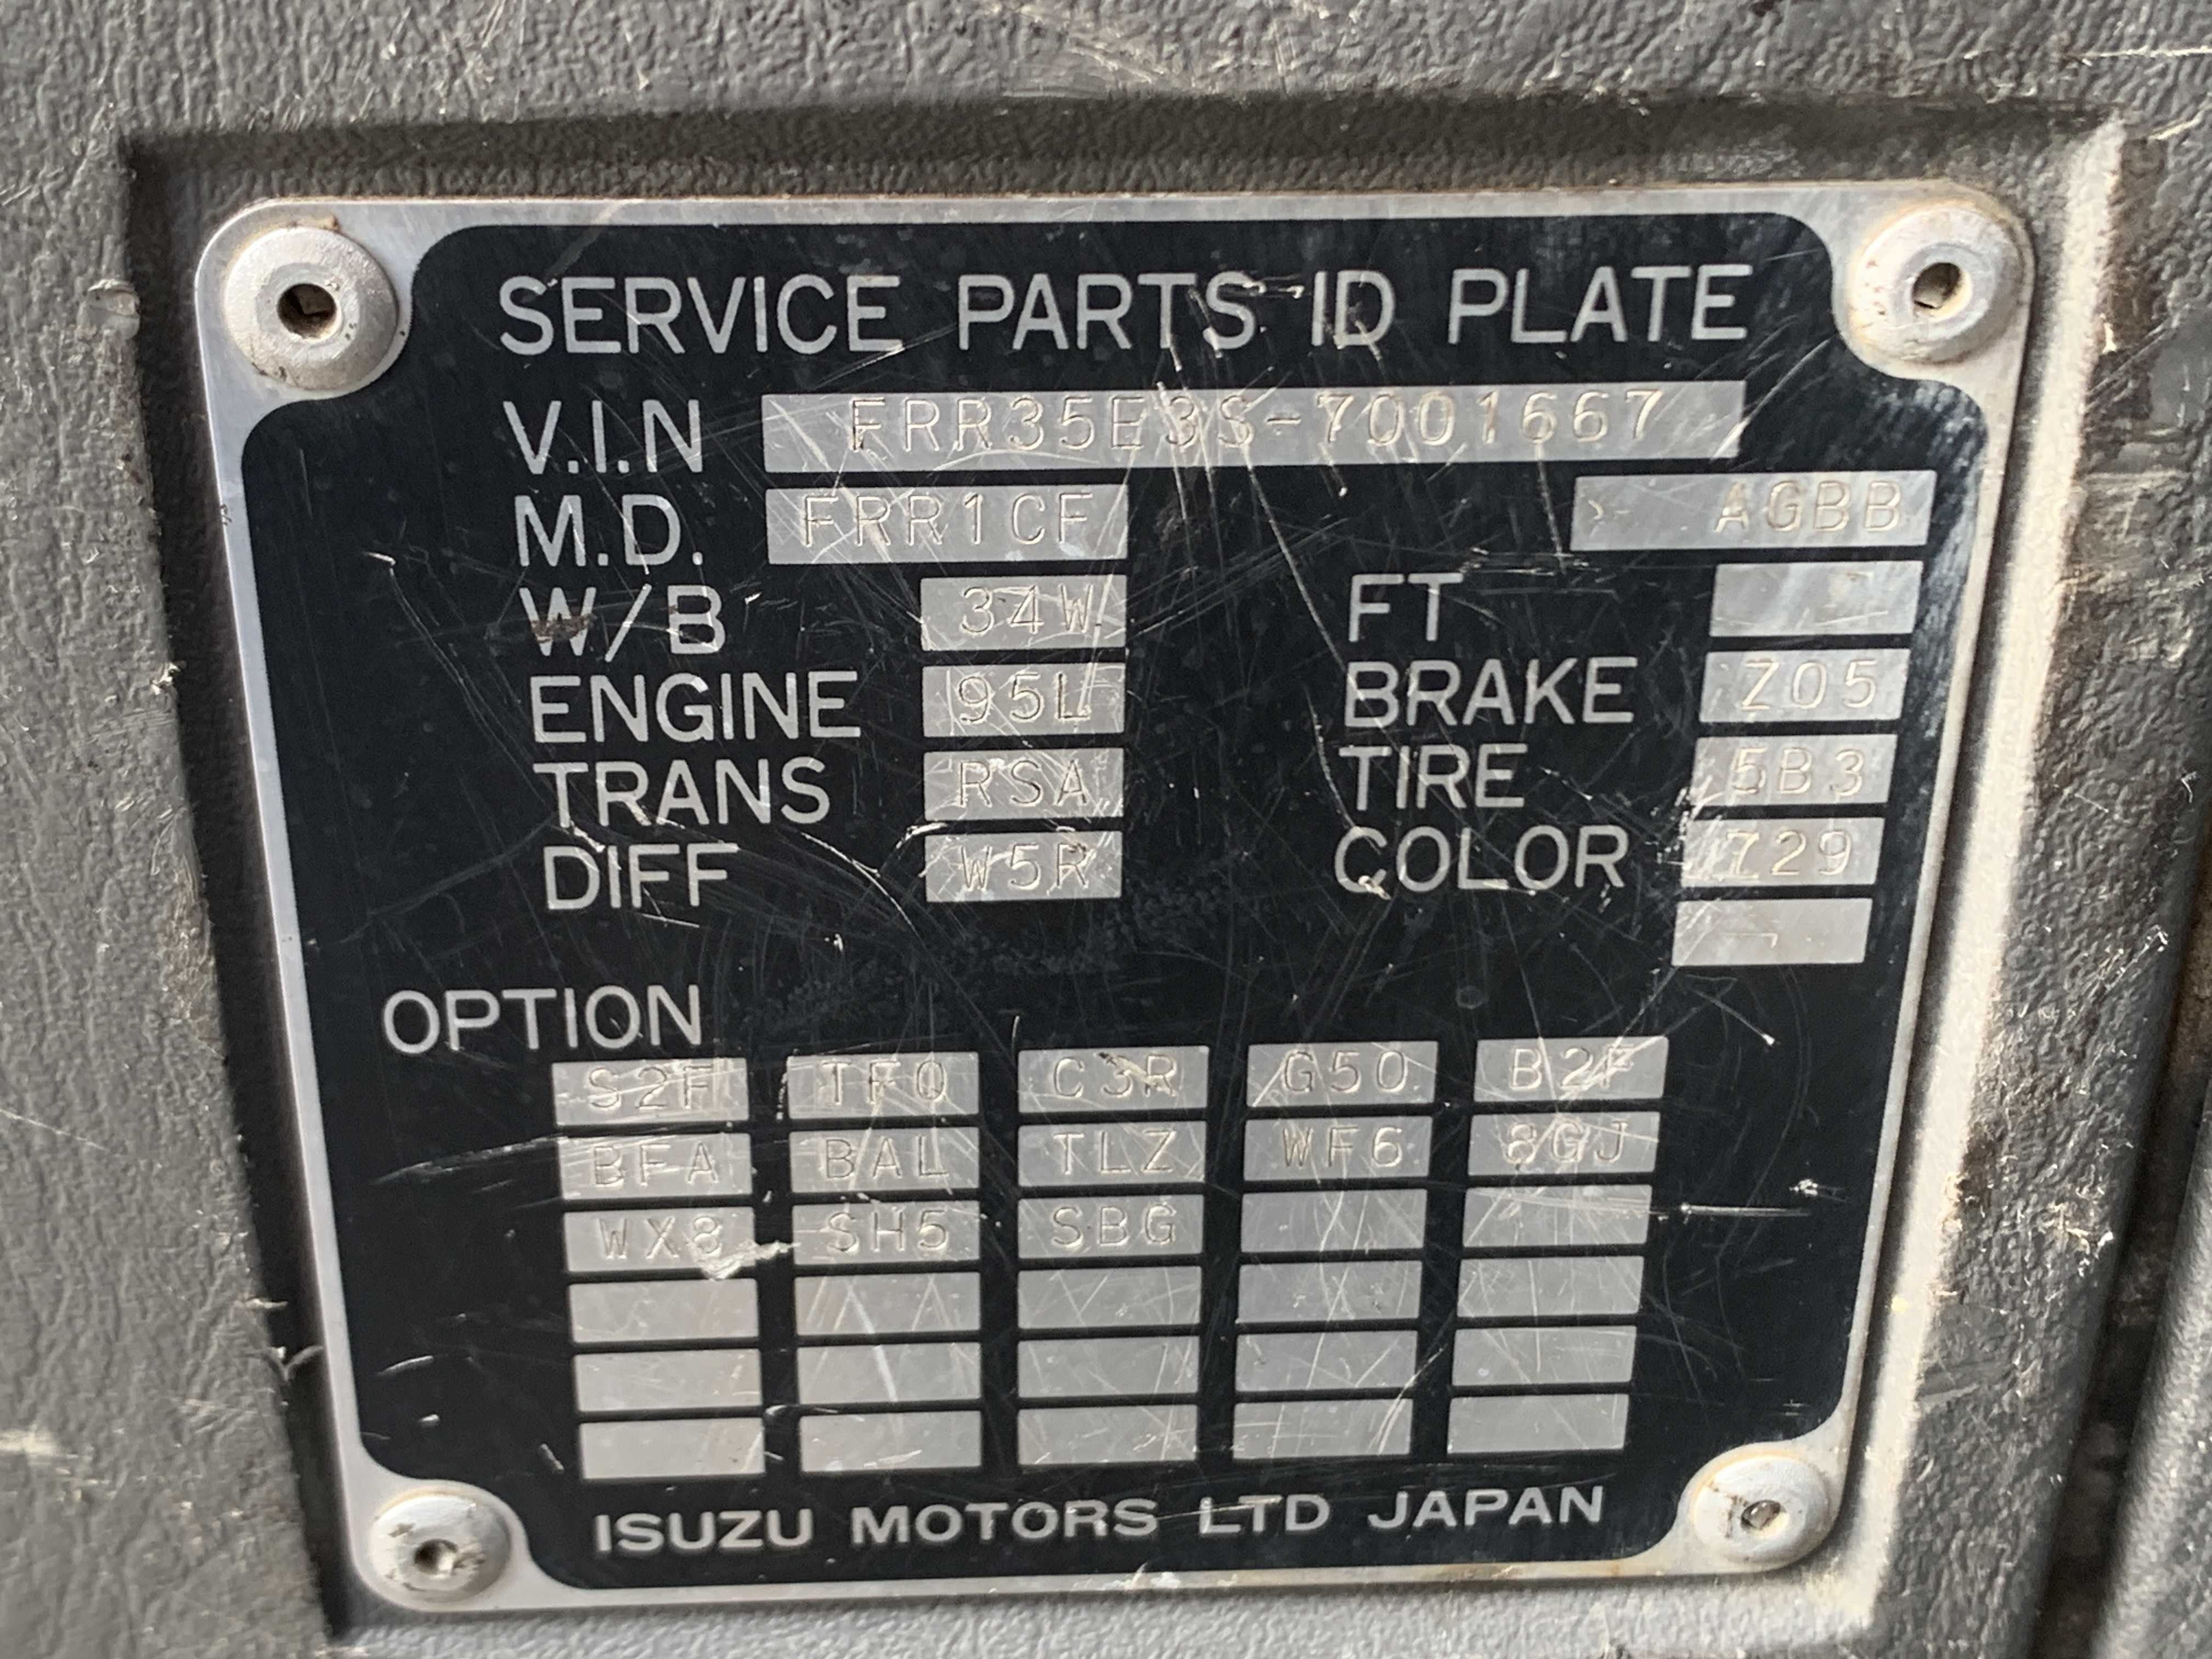 SERVICE PARTS ID PLATE
V.I.N FRR35E3S-7001667
M.D. FRR1CF AGBB
W/B 34W FT
ENGINE 95L BRAKE Z05
TRANS RSA TIRE 5B3
DIFF W5R COLOR 729
OPTION
S2F TFQ C3R G50 B2F
BFA BAL TLZ WF6 8GJ
WX8 SH5 SBG
ISUZU MOTORS LTD JAPAN